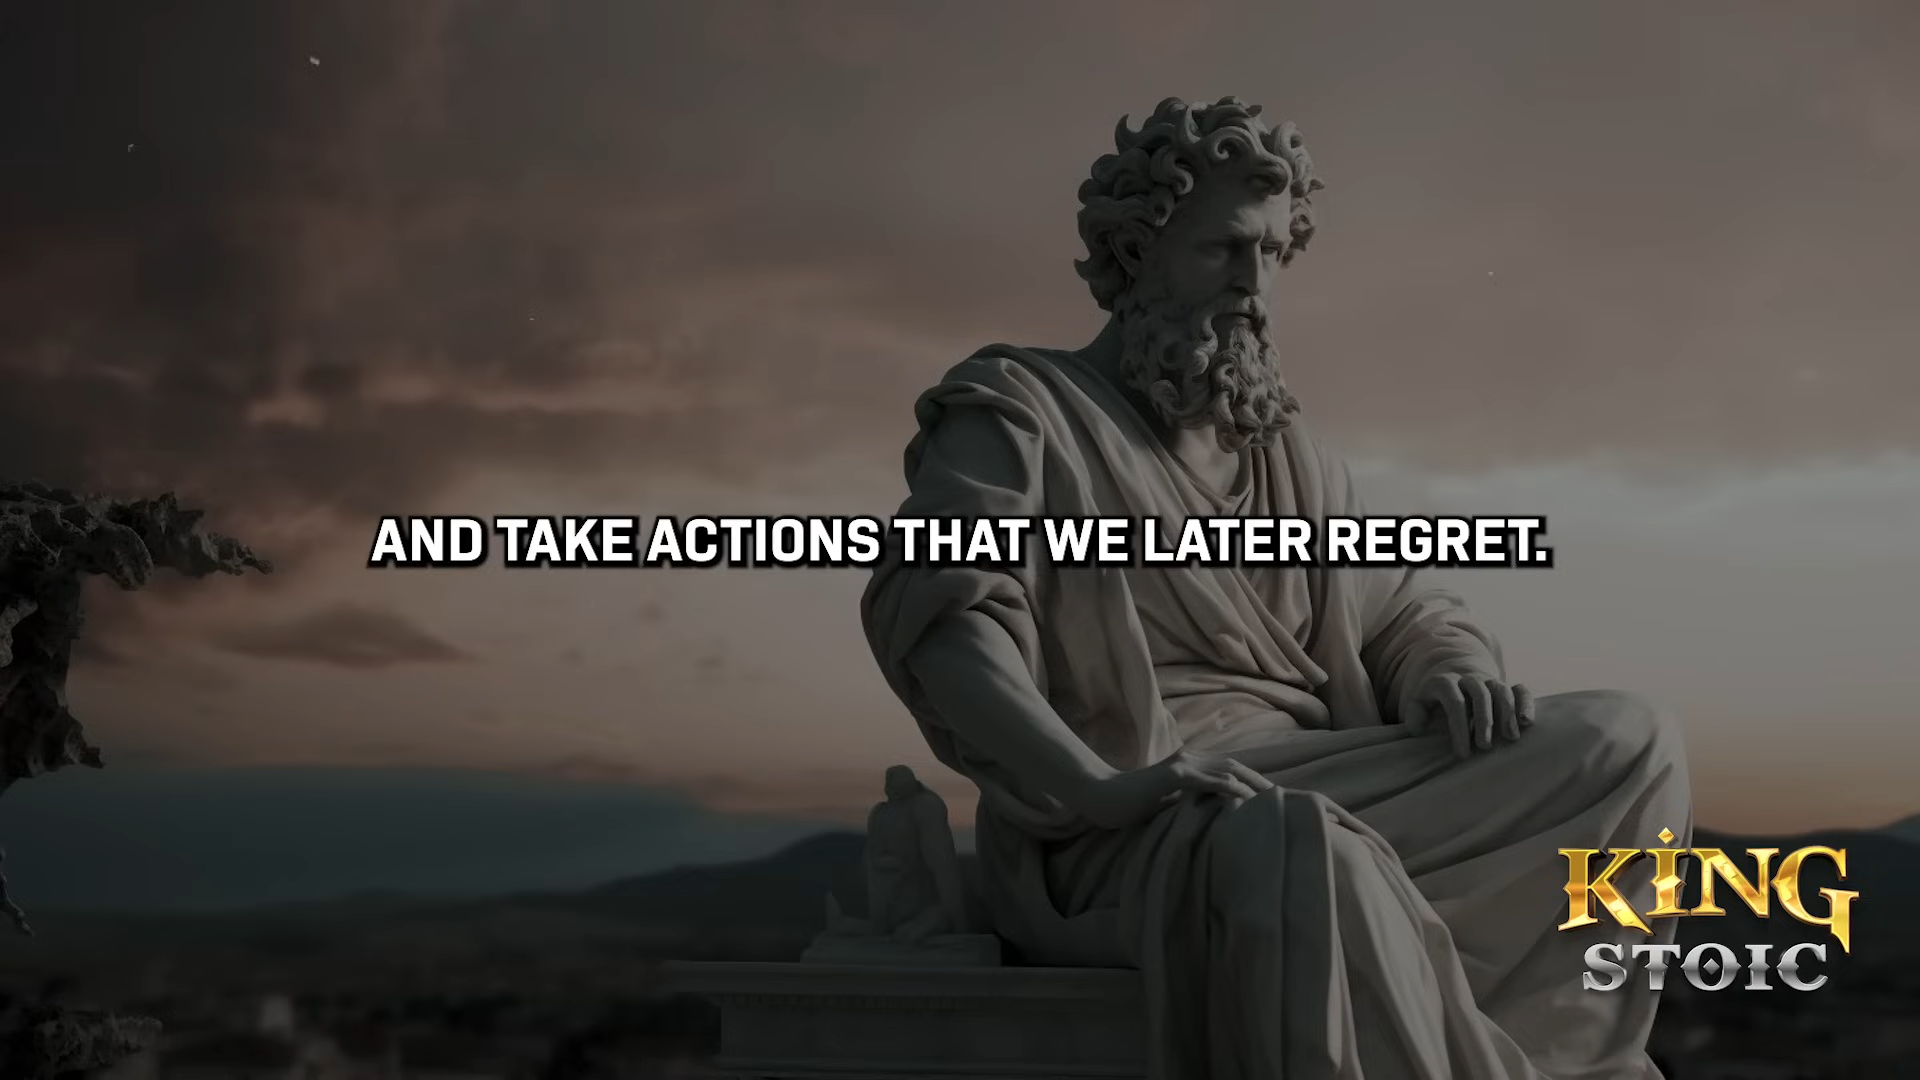 AND TAKE ACTIONS THAT WE LATER REGRET.
KING
STOIC